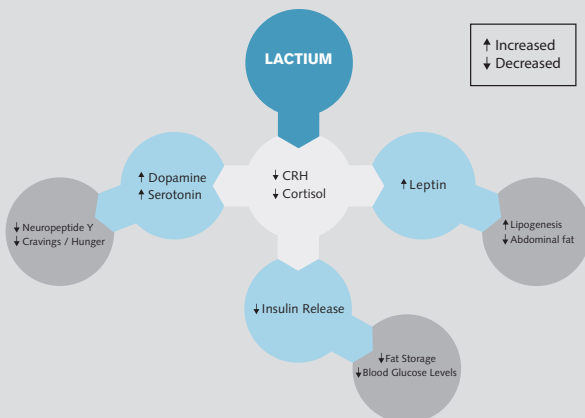 LACTIUM
↑ Increased
↓ Decreased
↑ Dopamine
↑ Serotonin
↓ CRH
↓ Cortisol
↑ Leptin
↓ Neuropeptide Y
↓ Cravings / Hunger
↑ Lipogenesis
↓ Abdominal fat
↓ Insulin Release
↓ Fat Storage
↓ Blood Glucose Levels